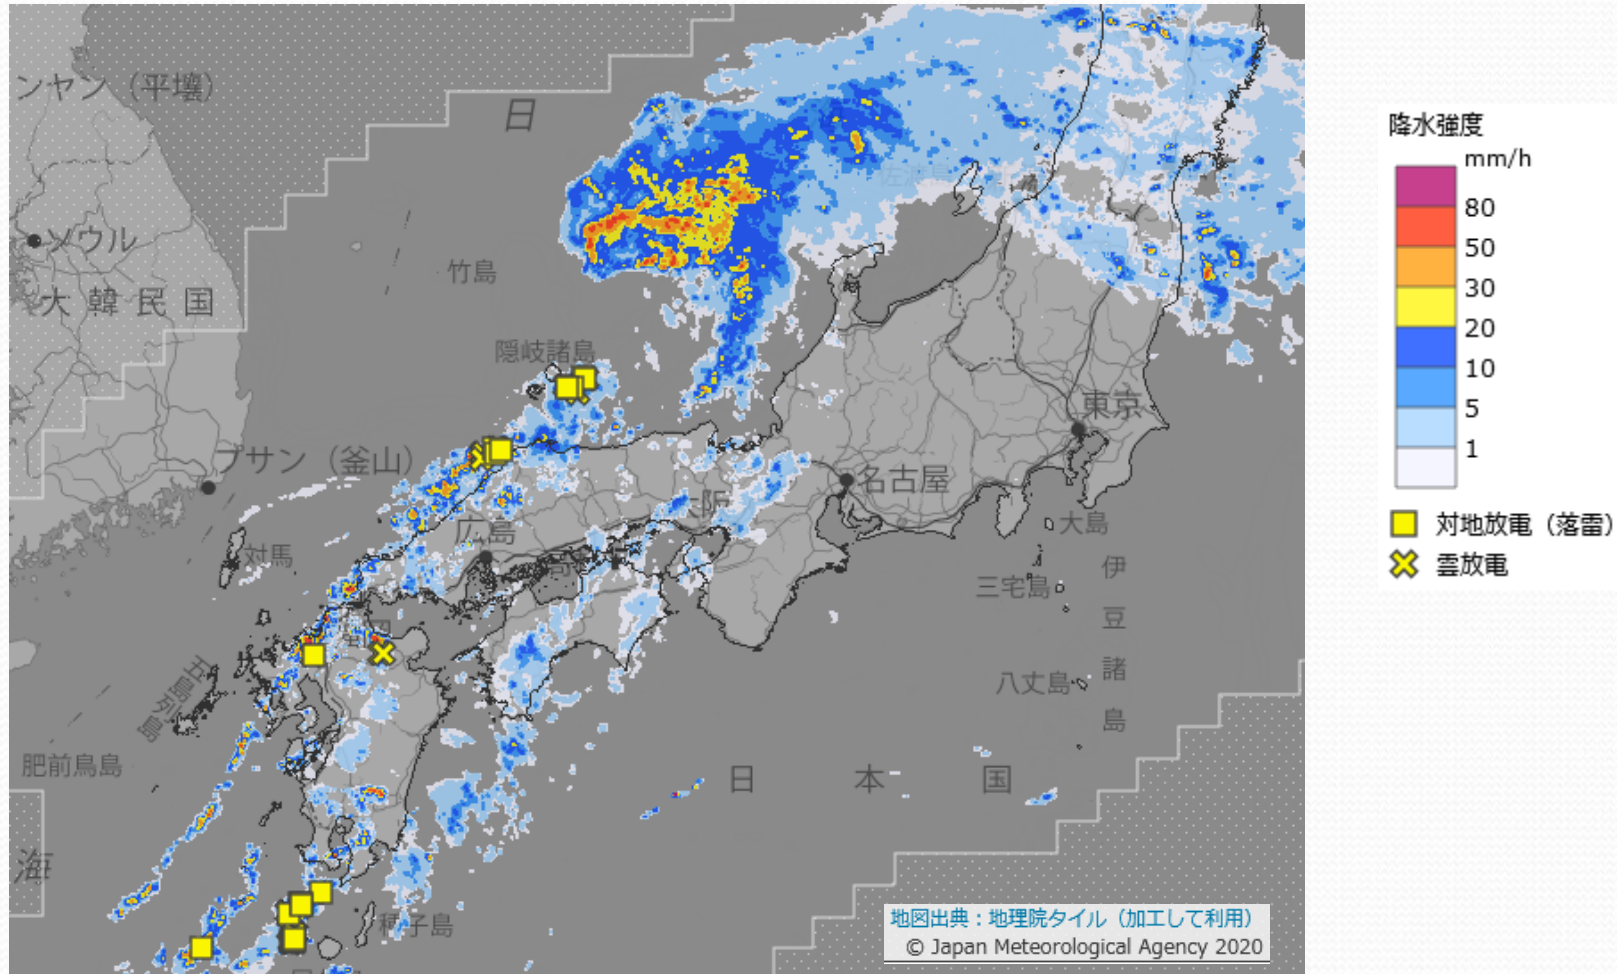 ンヤン（平壌）
日
佐渡島
ソウル
竹島
大韓民国
隠岐諸島
東京
プサン（釜山）
名古屋
大阪
広島
大島
対馬
伊豆諸島
三宅島
五島列島
八丈島
肥前鳥島
日本国
海
種子島
地図出典：地理院タイル（加工して利用）
© Japan Meteorological Agency 2020
降水強度
mm/h
80
50
30
20
10
5
1
対地放電（落雷）
雲放電